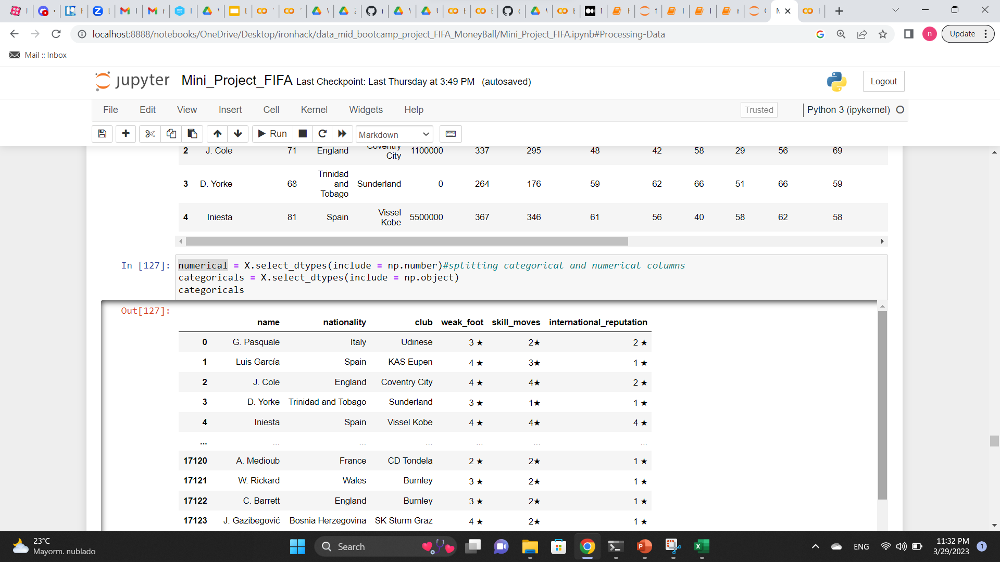 localhost:8888/notebooks/OneDrive/Desktop/ironhack/data_mid_bootcamp_project_FIFA_MoneyBall/Mini_Project_FIFA.ipynb#Processing-Data
n
Update
Mail :: Inbox
jupyter Mini_Project_FIFA Last Checkpoint: Last Thursday at 3:49 PM (autosaved)
Logout
File Edit View Insert Cell Kernel Widgets Help
Trusted
Python 3 (ipykernel)
Run
Markdown
2 J. Cole 71 England Coventry City 1100000 337 295 48 42 58 29 56 69
3 D. Yorke 68 Trinidad and Tobago Sunderland 0 264 176 59 62 66 51 66 59
4 Iniesta 81 Spain Vissel Kobe 5500000 367 346 61 56 40 58 62 58
In [127]:
numerical = X.select_dtypes(include = np.number)#splitting categorical and numerical columns
categoricals = X.select_dtypes(include = np.object)
categoricals
Out[127]:
name nationality club weak_foot skill_moves international_reputation
0 G. Pasquale Italy Udinese 3 ★ 2★ 2 ★
1 Luis García Spain KAS Eupen 4 ★ 3★ 1 ★
2 J. Cole England Coventry City 4 ★ 4★ 2 ★
3 D. Yorke Trinidad and Tobago Sunderland 3 ★ 1★ 1 ★
4 Iniesta Spain Vissel Kobe 4 ★ 4★ 4 ★
... ... ... ... ... ... ...
17120 A. Medioub France CD Tondela 2 ★ 2★ 1 ★
17121 W. Rickard Wales Burnley 3 ★ 2★ 1 ★
17122 C. Barrett England Burnley 3 ★ 2★ 1 ★
17123 J. Gazibegović Bosnia Herzegovina SK Sturm Graz 4 ★ 2★ 1 ★
23°C
Mayorm. nublado
Search
ENG
11:32 PM
3/29/2023
1